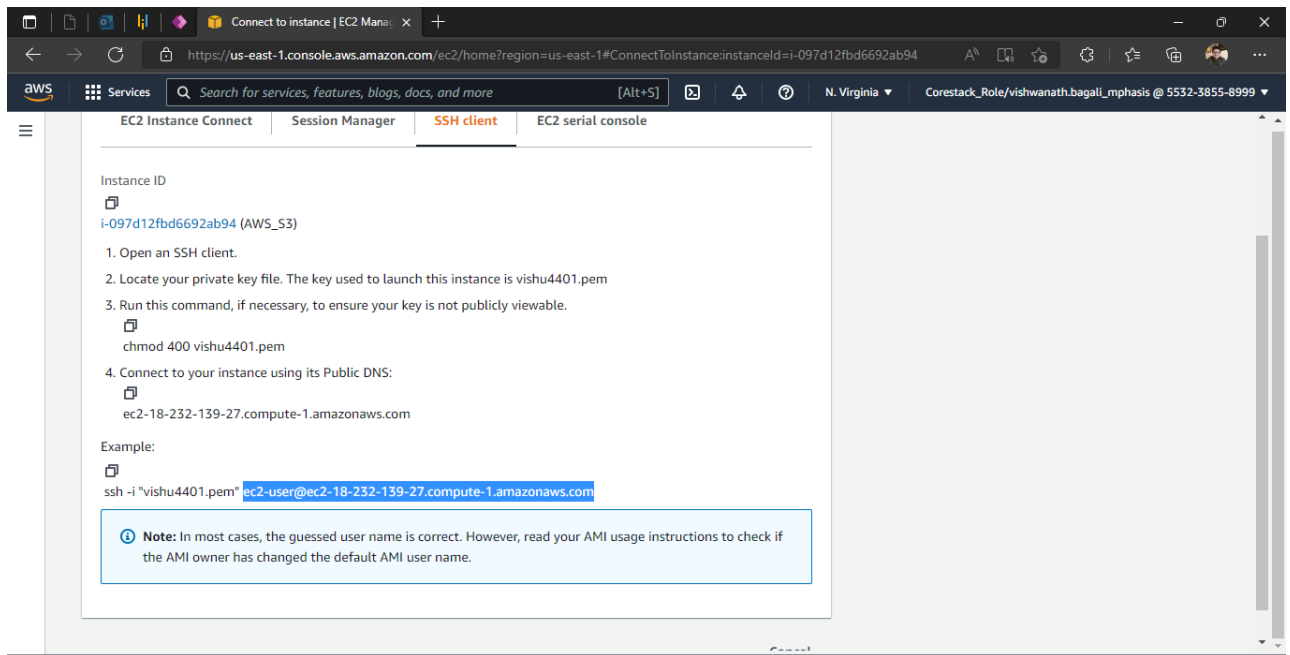 Connect to instance | EC2 Manag
https://us-east-1.console.aws.amazon.com/ec2/home?region=us-east-1#ConnectToInstance:instanceId=i-097d12fbd6692ab94
aws
Services
Search for services, features, blogs, docs, and more
[Alt+S]
N. Virginia
Corestack_Role/vishwanath.bagali_mphasis @ 5532-3855-8999
EC2 Instance Connect
Session Manager
SSH client
EC2 serial console
Instance ID
i-097d12fbd6692ab94 (AWS_S3)
1. Open an SSH client.
2. Locate your private key file. The key used to launch this instance is vishu4401.pem
3. Run this command, if necessary, to ensure your key is not publicly viewable.
chmod 400 vishu4401.pem
4. Connect to your instance using its Public DNS:
ec2-18-232-139-27.compute-1.amazonaws.com
Example:
ssh -i "vishu4401.pem" ec2-user@ec2-18-232-139-27.compute-1.amazonaws.com
Note: In most cases, the guessed user name is correct. However, read your AMI usage instructions to check if
the AMI owner has changed the default AMI user name.
Cancel